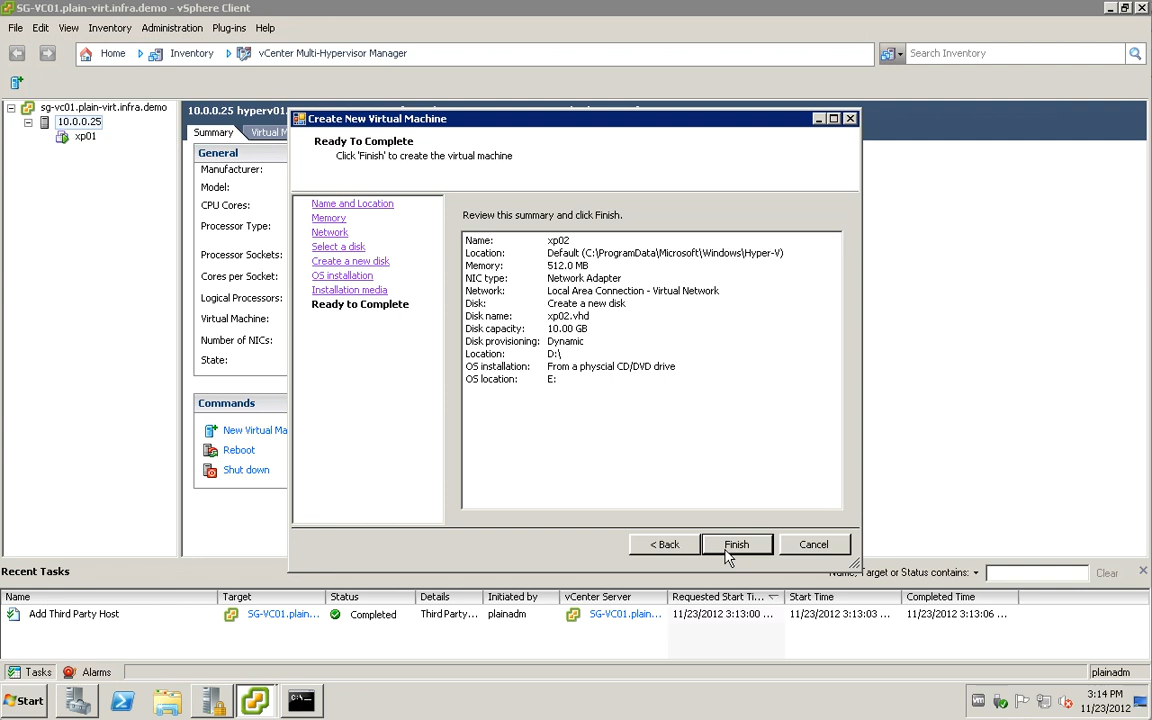 SG-VC01.plain-virt.infra.demo - vSphere Client
File Edit View Inventory Administration Plug-ins Help
Home Inventory vCenter Multi-Hypervisor Manager Search Inventory
sg-vc01.plain-virt.infra.demo
10.0.0.25
xp01
10.0.0.25 hyperv01.
Summary Virtual M
General
Manufacturer:
Model:
CPU Cores:
Processor Type:
Processor Sockets:
Cores per Socket:
Logical Processors:
Virtual Machine:
Number of NICs:
State:
Commands
New Virtual Ma
Reboot
Shut down
Create New Virtual Machine
Ready To Complete
Click 'Finish' to create the virtual machine
Name and Location
Memory
Network
Select a disk
Create a new disk
OS installation
Installation media
Ready to Complete
Review this summary and click Finish.
Name: xp02
Location: Default (C:\ProgramData\Microsoft\Windows\Hyper-V)
Memory: 512.0 MB
NIC type: Network Adapter
Network: Local Area Connection - Virtual Network
Disk: Create a new disk
Disk name: xp02.vhd
Disk capacity: 10.00 GB
Disk provisioning: Dynamic
Location: D:\
OS installation: From a physcial CD/DVD drive
OS location: E:
< Back Finish Cancel
Recent Tasks Name, Target or Status contains: Clear
Name Target Status Details Initiated by vCenter Server Requested Start Ti... Start Time Completed Time
Add Third Party Host SG-VC01.plain... Completed Third Party... plainadm SG-VC01.plain... 11/23/2012 3:13:00 ... 11/23/2012 3:13:03 ... 11/23/2012 3:13:06 ...
Tasks Alarms plainadm
Start 3:14 PM
11/23/2012